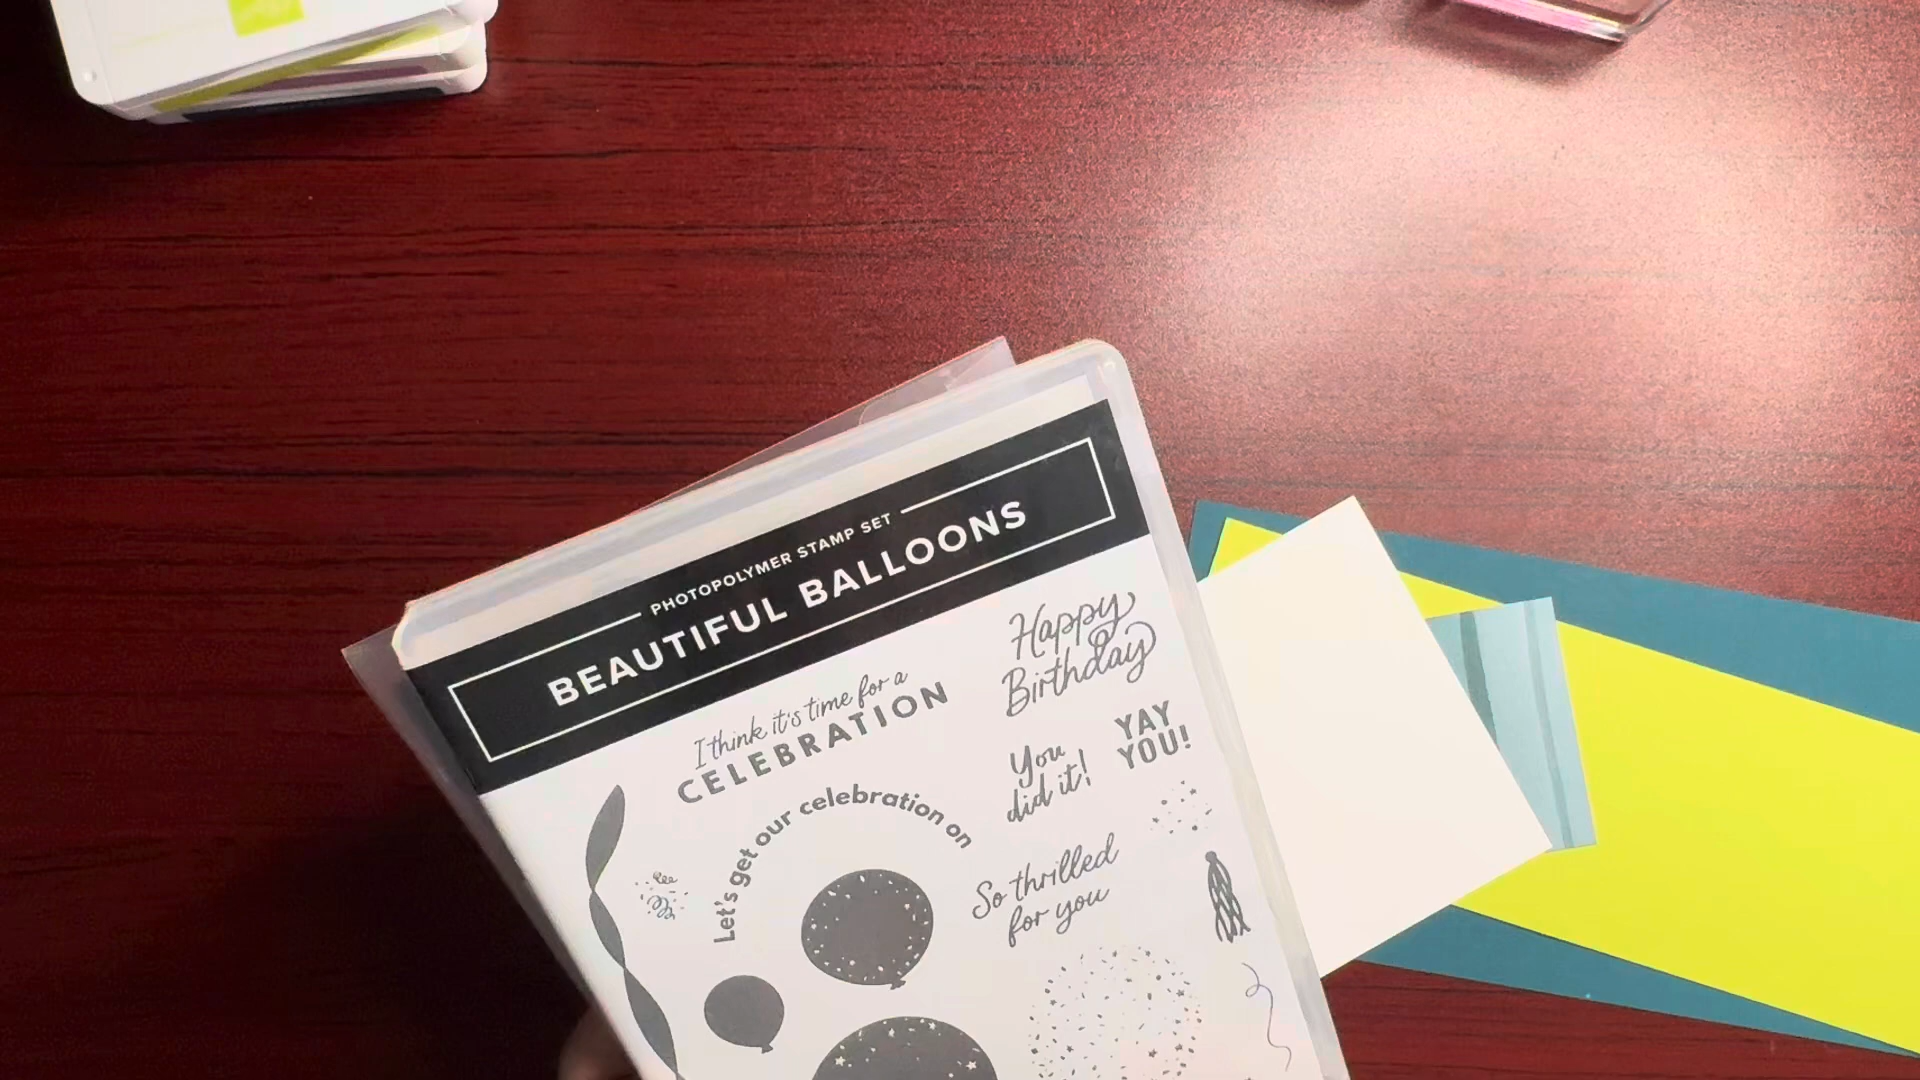 PHOTOPOLYMER STAMP SET
BEAUTIFUL BALLOONS
I think it's time for a
CELEBRATION
Happy
Birthday
You
did it!
YAY
YOU!
Let's get our celebration on
So thrilled
for you